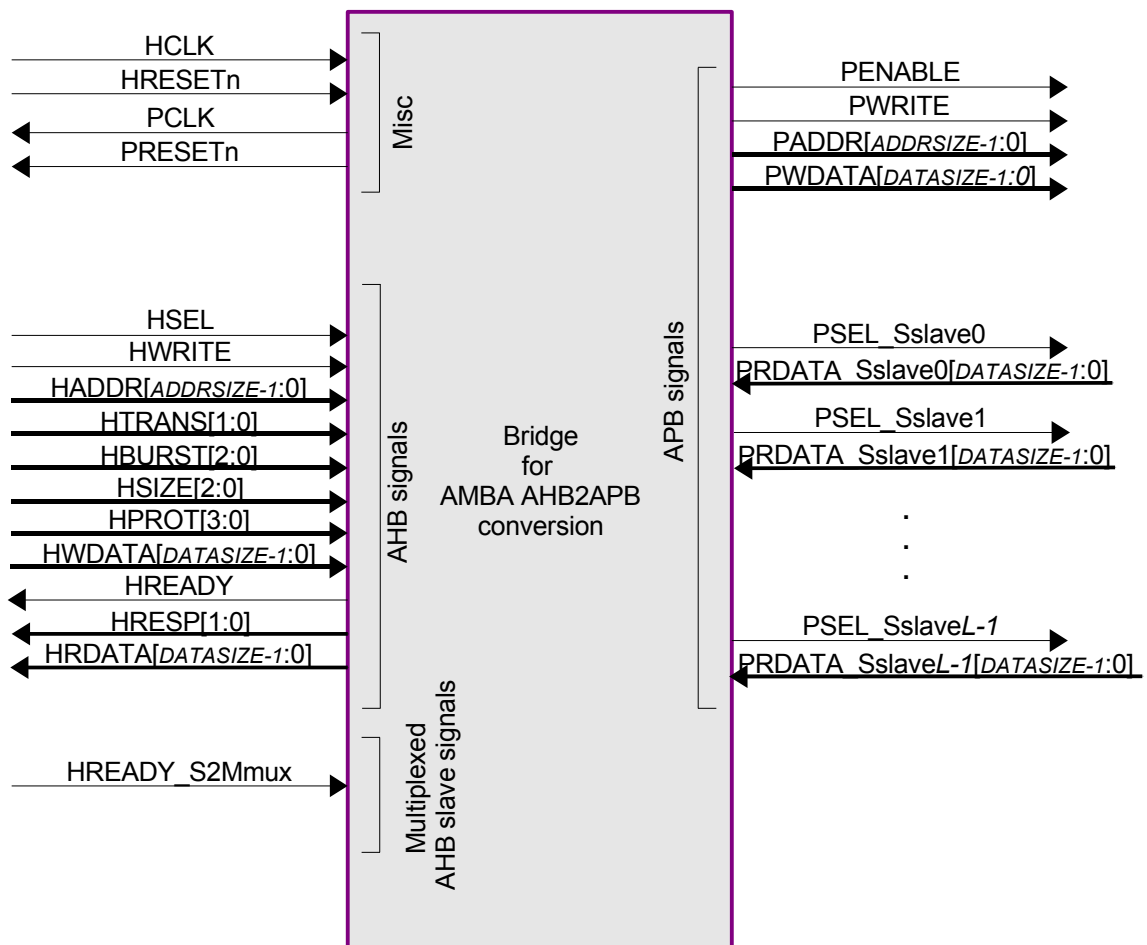 HCLK
HRESETn
PCLK
PRESETn
Misc
HSEL
HWRITE
HADDR[ADDRSIZE-1:0]
HTRANS[1:0]
HBURST[2:0]
HSIZE[2:0]
HPROT[3:0]
HWDATA[DATASIZE-1:0]
HREADY
HRESP[1:0]
HRDATA[DATASIZE-1:0]
AHB signals
HREADY_S2Mmux
Multiplexed
AHB slave signals
Bridge
for
AMBA AHB2APB
conversion
APB signals
PENABLE
PWRITE
PADDR[ADDRSIZE-1:0]
PWDATA[DATASIZE-1:0]
PSEL_Sslave0
PRDATA_Sslave0[DATASIZE-1:0]
PSEL_Sslave1
PRDATA_Sslave1[DATASIZE-1:0]
.
.
.
PSEL_SslaveL-1
PRDATA_SslaveL-1[DATASIZE-1:0]